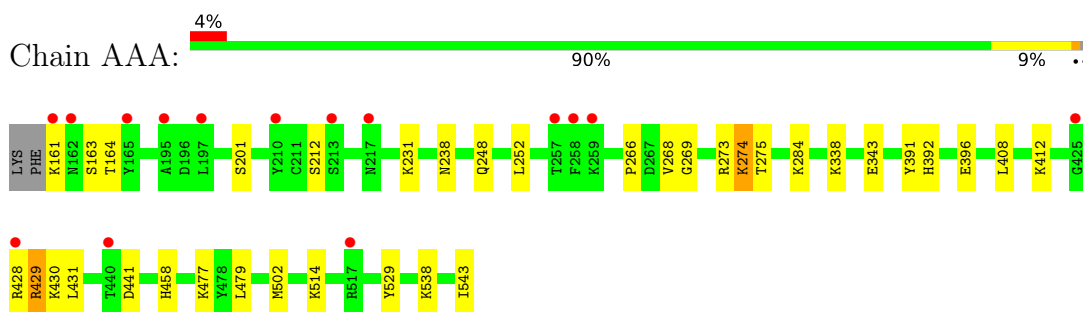 4%
Chain AAA:
90% 9% ..
LYS PHE K161 N162 S163 T164 Y165 A195 D196 L197 S201 Y210 C211 S212 S213 N217 K231 N238 Q248 L252 T257 F258 K259 P266 D267 V268 G269 R273 K274 T275 K284 K338 E343 Y391 H392 E396 L408 K412 G425
R428 R429 K430 L431 T440 D441 H458 K477 Y478 L479 M502 K514 R517 Y529 K538 I543